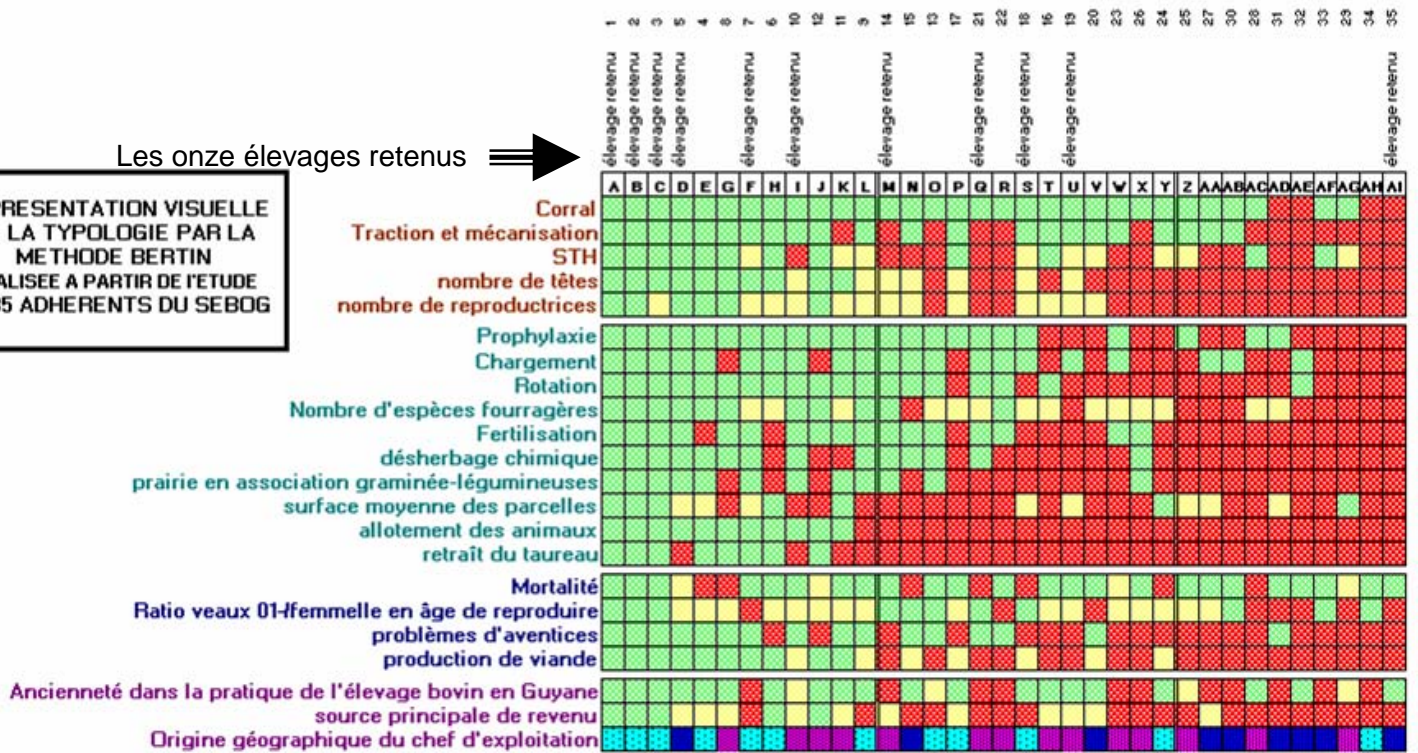 1 2 3 5 4 8 7 6 10 12 11 9 14 15 13 17 21 22 18 16 19 20 23 26 24 25 27 30 28 31 32 33 29 34 35
élevage retenu élevage retenu élevage retenu élevage retenu élevage retenu élevage retenu élevage retenu élevage retenu élevage retenu élevage retenu élevage retenu
Les onze élevages retenus
A B C D E G F H I J K L M N O P Q R S T U V W X Y Z AA AB AC AD AE AF AG AH AI
PRESENTATION VISUELLE
LA TYPOLOGIE PAR LA
METHODE BERTIN
ALISEE A PARTIR DE l'ETUDE
35 ADHERENTS DU SEBOG
Corral
Traction et mécanisation
STH
nombre de têtes
nombre de reproductrices
Prophylaxie
Chargement
Rotation
Nombre d'espèces fourragères
Fertilisation
désherbage chimique
prairie en association graminée-légumineuses
surface moyenne des parcelles
allotement des animaux
retraît du taureau
Mortalité
Ratio veaux 01-/femmelle en âge de reproduire
problèmes d'aventices
production de viande
Ancienneté dans la pratique de l'élevage bovin en Guyane
source principale de revenu
Origine géographique du chef d'exploitation